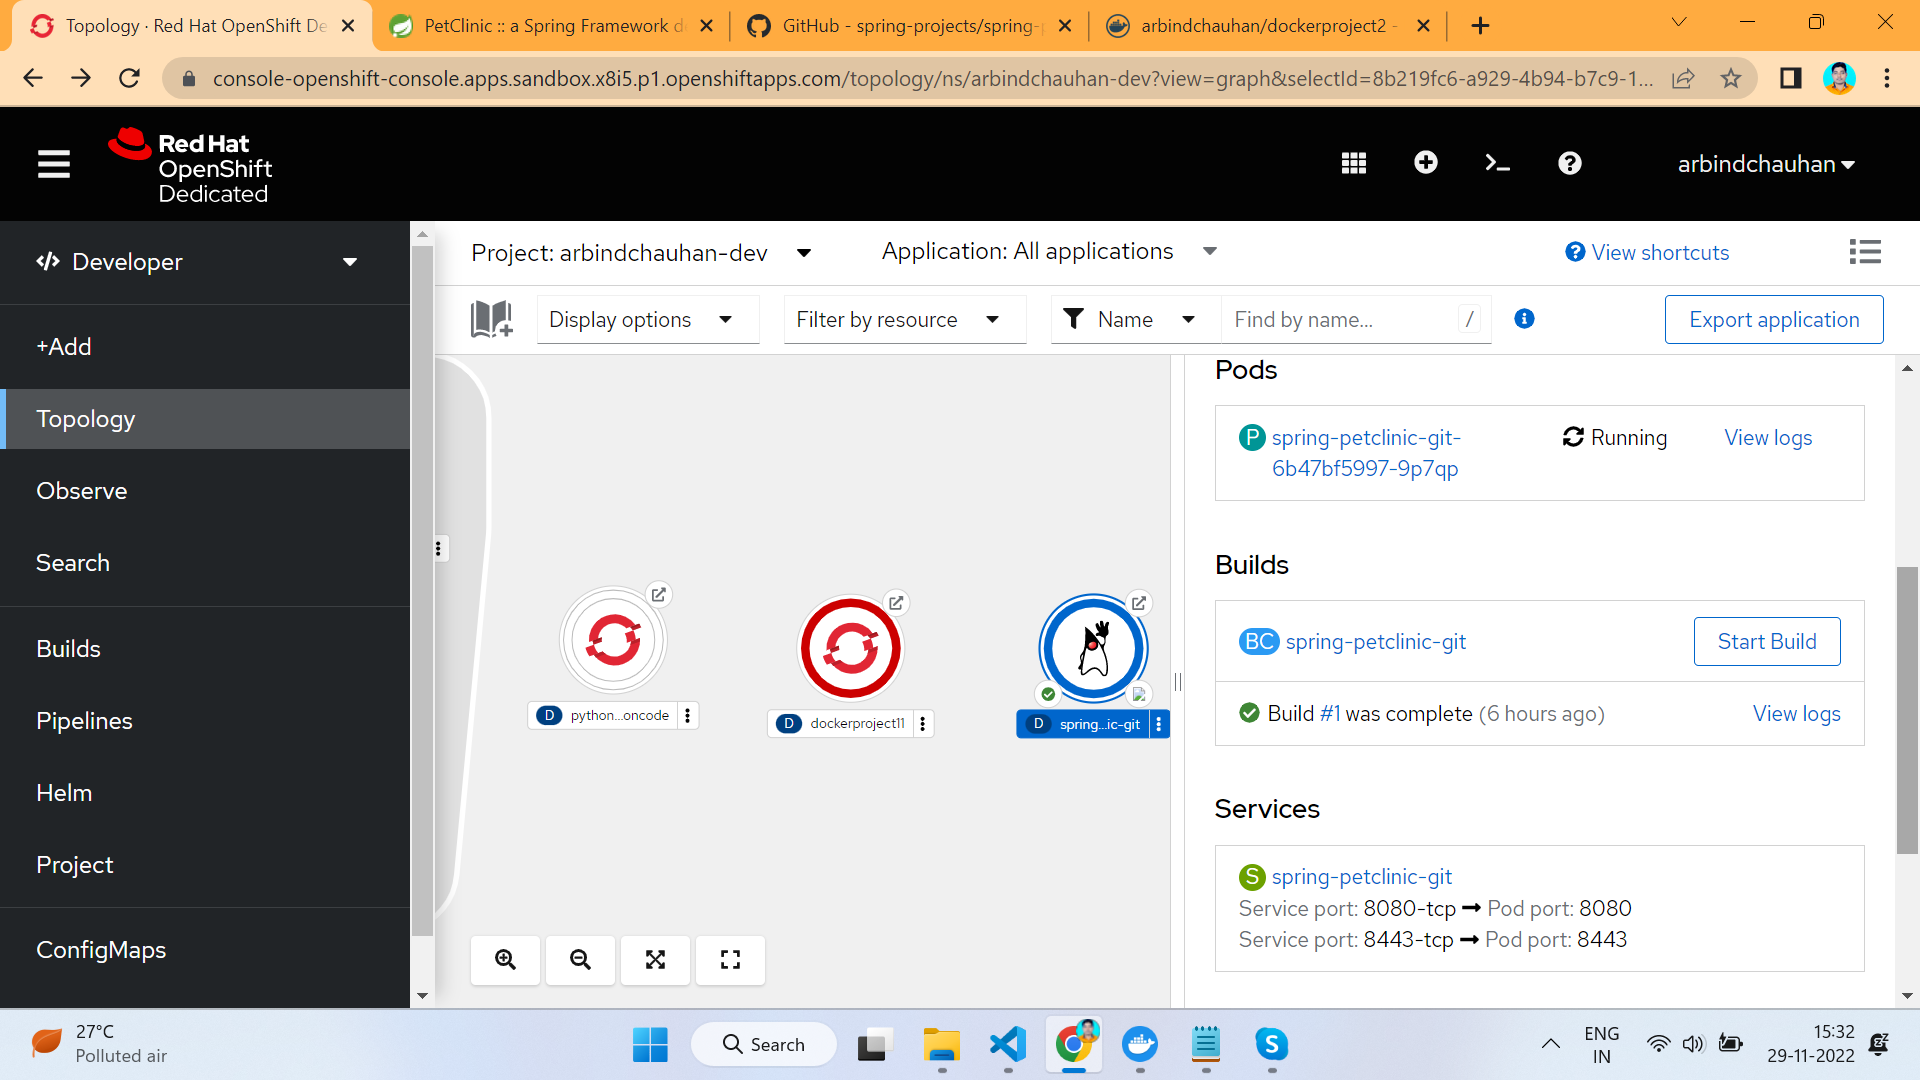 Topology · Red Hat OpenShift De
PetClinic :: a Spring Framework d
GitHub - spring-projects/spring-
arbindchauhan/dockerproject2 -
console-openshift-console.apps.sandbox.x8i5.p1.openshiftapps.com/topology/ns/arbindchauhan-dev?view=graph&selectId=8b219fc6-a929-4b94-b7c9-1...
Red Hat
OpenShift
Dedicated
arbindchauhan
Developer
+Add
Topology
Observe
Search
Builds
Pipelines
Helm
Project
ConfigMaps
Project: arbindchauhan-dev
Application: All applications
View shortcuts
Display options
Filter by resource
Name
Find by name...
/
Export application
D python...oncode
D dockerproject11
D spring...ic-git
Pods
P spring-petclinic-git-
6b47bf5997-9p7qp
Running
View logs
Builds
BC spring-petclinic-git
Start Build
Build #1 was complete (6 hours ago)
View logs
Services
S spring-petclinic-git
Service port: 8080-tcp ➞ Pod port: 8080
Service port: 8443-tcp ➞ Pod port: 8443
27°C
Polluted air
Search
ENG
IN
15:32
29-11-2022